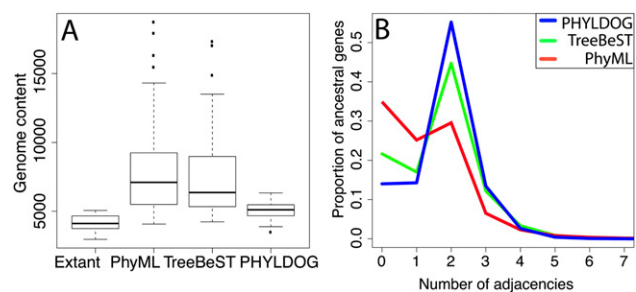 A
Genome content
15000
10000
5000
Extant PhyML TreeBeST PHYLDOG
B
PHYLDOG
TreeBeST
PhyML
Proportion of ancestral genes
0.5
0.4
0.3
0.2
0.1
0.0
0 1 2 3 4 5 6 7
Number of adjacencies